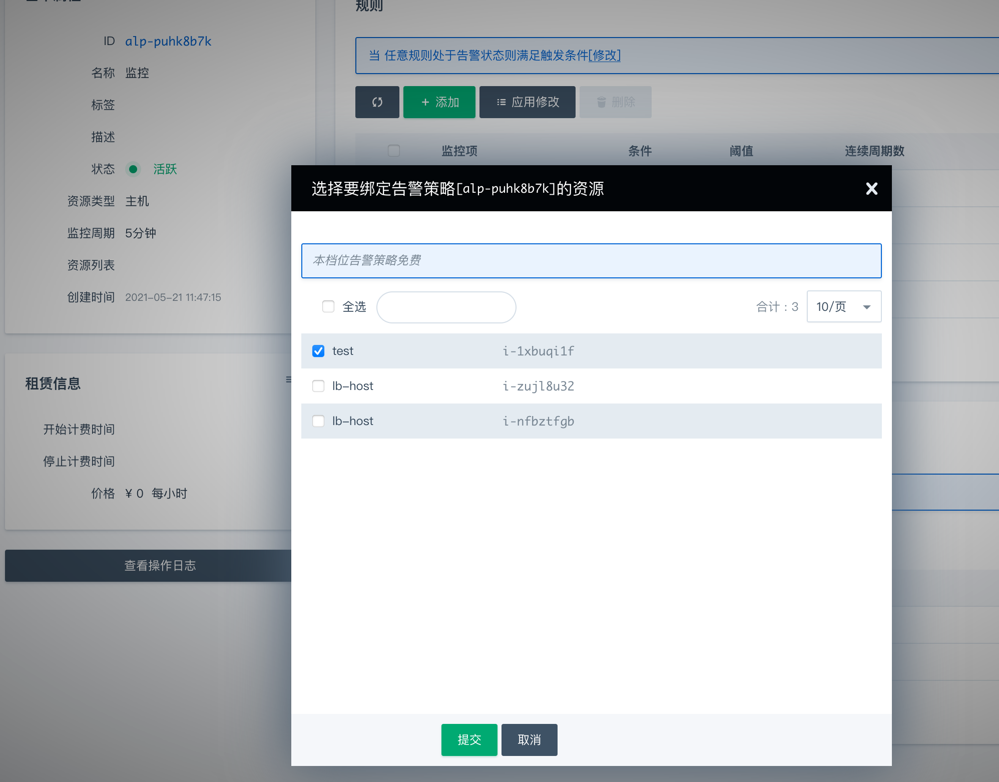 规则
ID alp-puhk8b7k
当 任意规则处于告警状态则满足触发条件[修改]
名称 监控
添加 应用修改 删除
标签
描述
监控项 条件 阈值 连续周期数
状态 活跃
选择要绑定告警策略[alp-puhk8b7k]的资源
资源类型 主机
监控周期 5分钟
资源列表
本档位告警策略免费
创建时间 2021-05-21 11:47:15
全选 合计：3 10/页
test i-1xbuqi1f
租赁信息
lb-host i-zujl8u32
lb-host i-nfbztfgb
开始计费时间
停止计费时间
价格 ¥ 0 每小时
查看操作日志
提交 取消